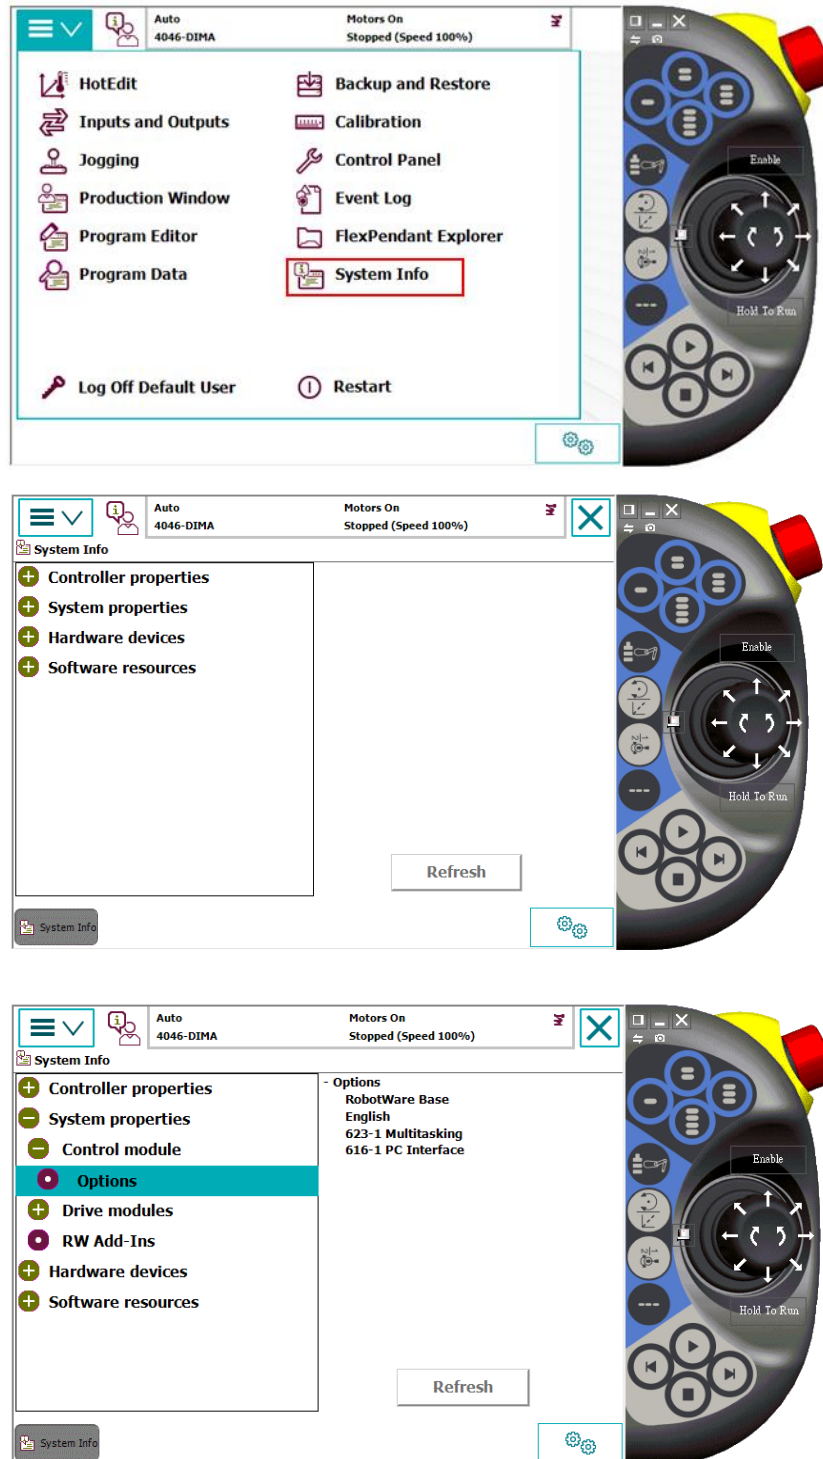 Auto
4046-DIMA
Motors On
Stopped (Speed 100%)
HotEdit
Backup and Restore
Inputs and Outputs
Calibration
Jogging
Control Panel
Production Window
Event Log
Program Editor
FlexPendant Explorer
Program Data
System Info
Log Off Default User
Restart
Enable
Hold To Run
Auto
4046-DIMA
Motors On
Stopped (Speed 100%)
System Info
Controller properties
System properties
Hardware devices
Software resources
Refresh
System Info
Enable
Hold To Run
Auto
4046-DIMA
Motors On
Stopped (Speed 100%)
System Info
Controller properties
System properties
Control module
Options
Drive modules
RW Add-Ins
Hardware devices
Software resources
- Options
RobotWare Base
English
623-1 Multitasking
616-1 PC Interface
Refresh
System Info
Enable
Hold To Run